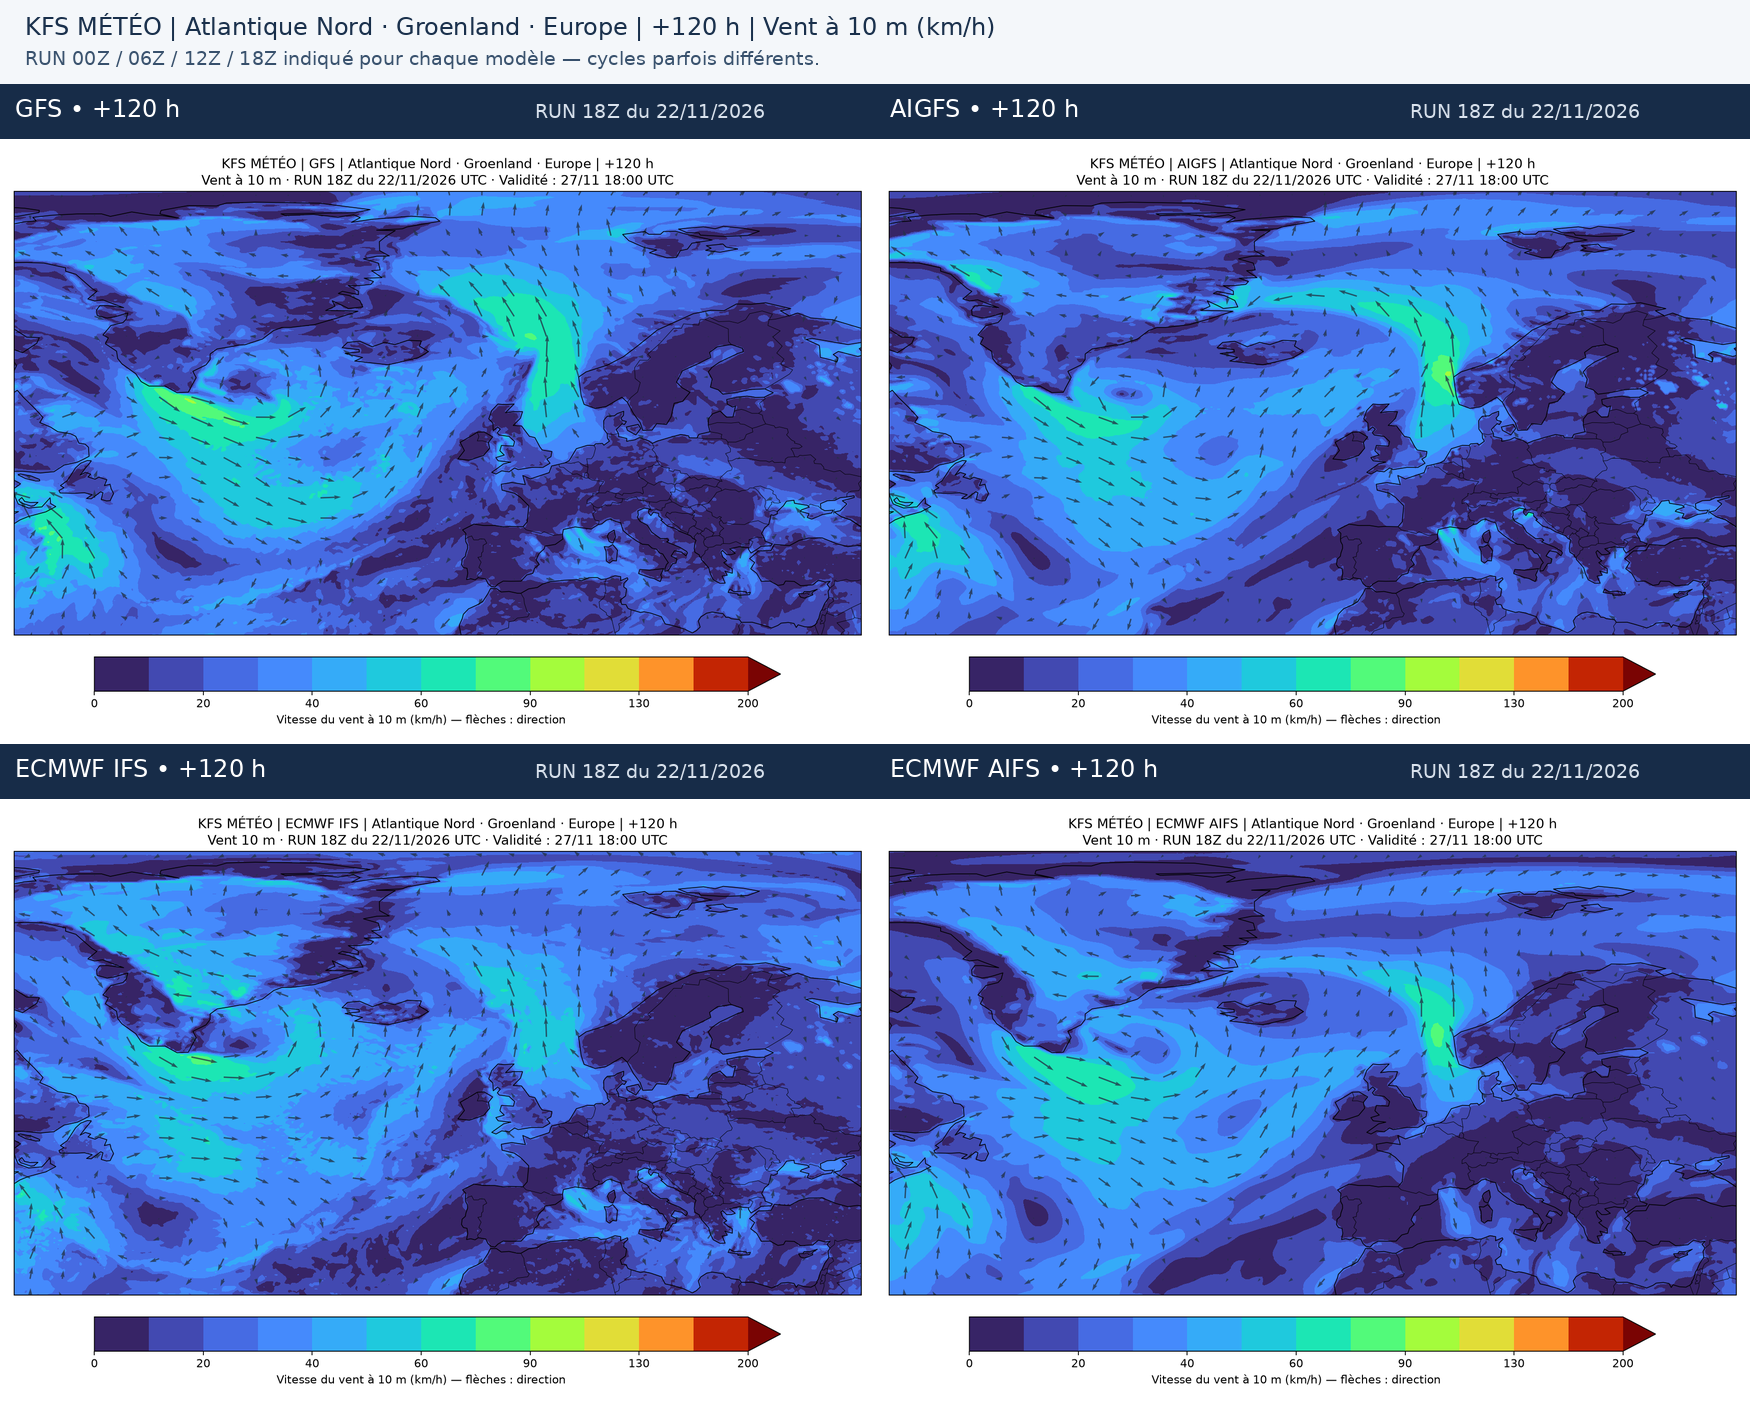 KFS MÉTÉO | Atlantique Nord · Groenland · Europe | +120 h | Vent à 10 m (km/h)
RUN 00Z / 06Z / 12Z / 18Z indiqué pour chaque modèle — cycles parfois différents.
GFS • +120 h
RUN 18Z du 22/11/2026
AIGFS • +120 h
RUN 18Z du 22/11/2026
KFS MÉTÉO | GFS | Atlantique Nord · Groenland · Europe | +120 h
Vent à 10 m · RUN 18Z du 22/11/2026 UTC · Validité : 27/11 18:00 UTC
KFS MÉTÉO | AIGFS | Atlantique Nord · Groenland · Europe | +120 h
Vent à 10 m · RUN 18Z du 22/11/2026 UTC · Validité : 27/11 18:00 UTC
0 20 40 60 90 130 200
Vitesse du vent à 10 m (km/h) — flèches : direction
0 20 40 60 90 130 200
Vitesse du vent à 10 m (km/h) — flèches : direction
ECMWF IFS • +120 h
RUN 18Z du 22/11/2026
ECMWF AIFS • +120 h
RUN 18Z du 22/11/2026
KFS MÉTÉO | ECMWF IFS | Atlantique Nord · Groenland · Europe | +120 h
Vent 10 m · RUN 18Z du 22/11/2026 UTC · Validité : 27/11 18:00 UTC
KFS MÉTÉO | ECMWF AIFS | Atlantique Nord · Groenland · Europe | +120 h
Vent 10 m · RUN 18Z du 22/11/2026 UTC · Validité : 27/11 18:00 UTC
0 20 40 60 90 130 200
Vitesse du vent à 10 m (km/h) — flèches : direction
0 20 40 60 90 130 200
Vitesse du vent à 10 m (km/h) — flèches : direction